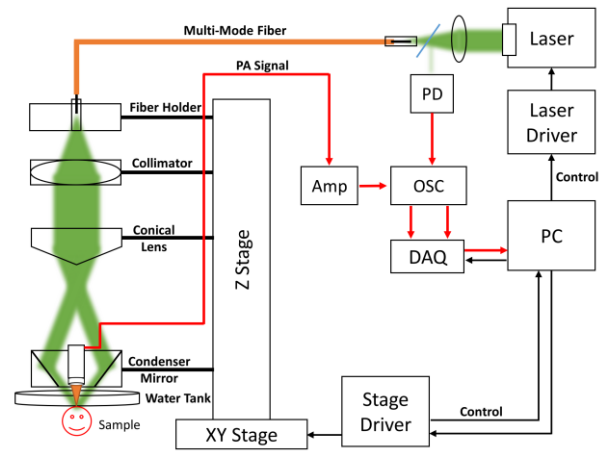 Multi-Mode Fiber
Laser
PA Signal
PD
Fiber Holder
Laser
Driver
Collimator
Amp
OSC
Control
Conical
Lens
Z Stage
DAQ
PC
Condenser
Mirror
Water Tank
Sample
XY Stage
Stage
Driver
Control